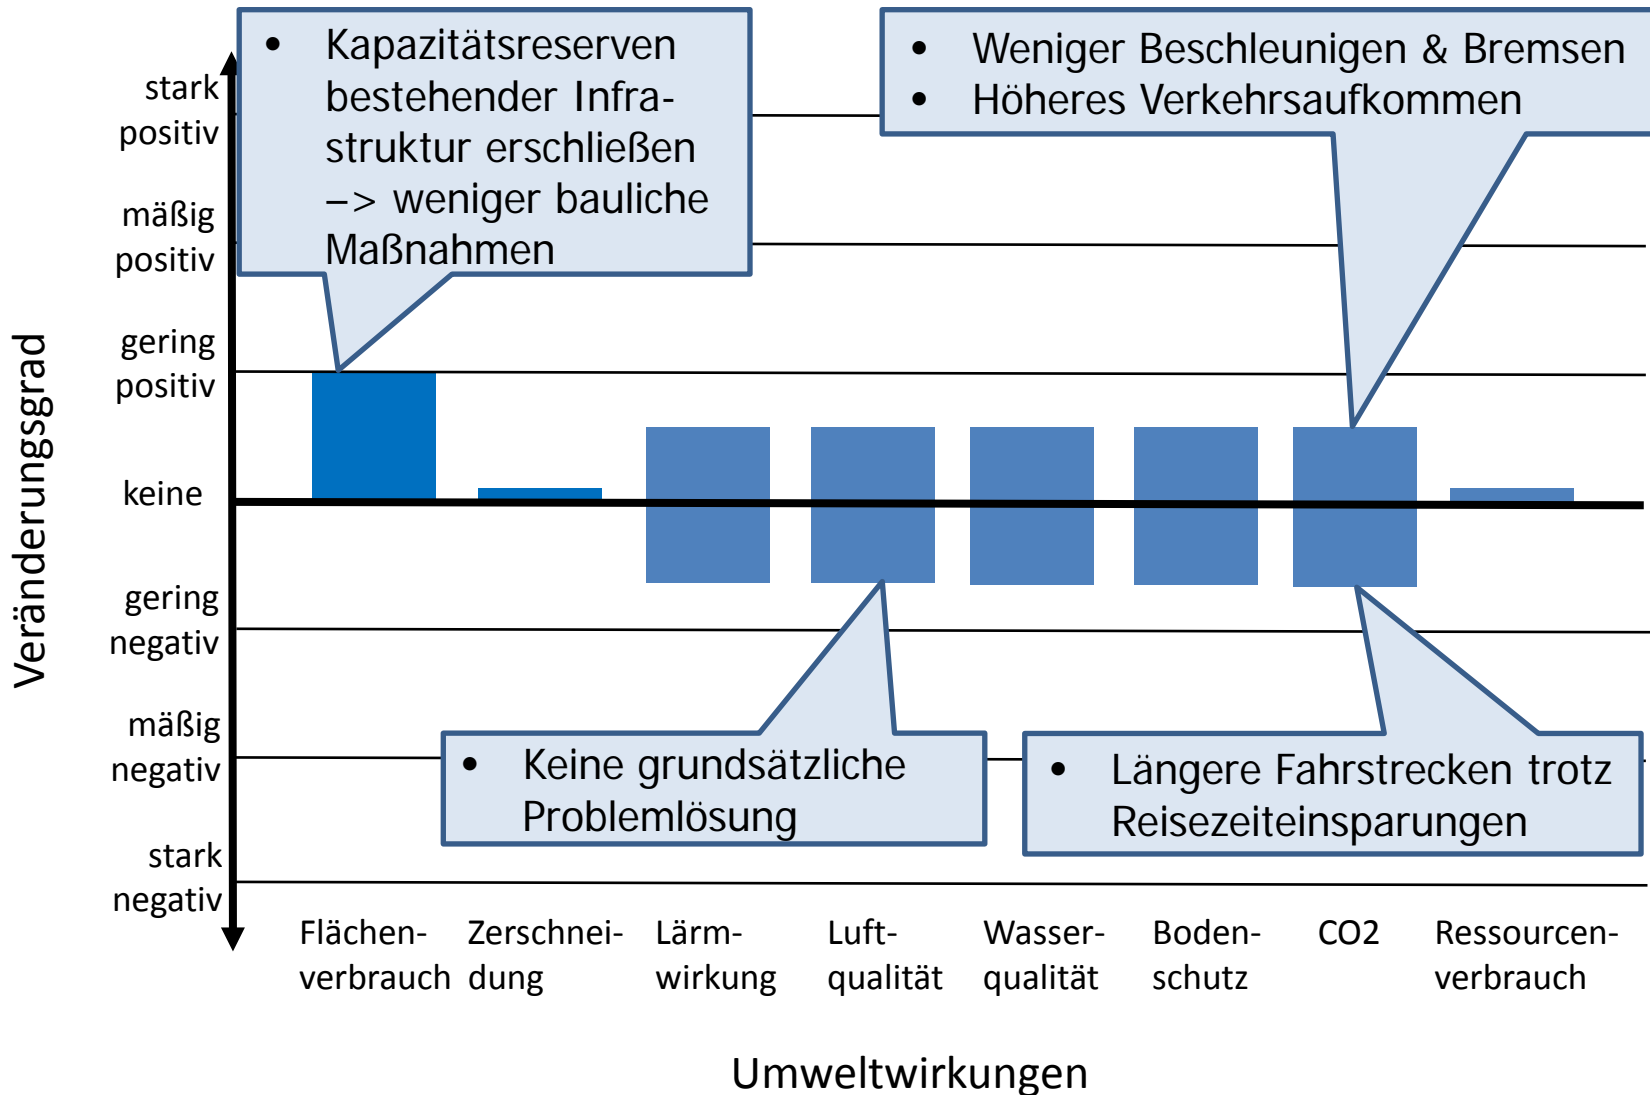 • Kapazitätsreserven
bestehender Infra-
struktur erschließen
–> weniger bauliche
Maßnahmen
• Weniger Beschleunigen & Bremsen
• Höheres Verkehrsaufkommen
Veränderungsgrad
stark
positiv
mäßig
positiv
gering
positiv
keine
gering
negativ
mäßig
negativ
stark
negativ
• Keine grundsätzliche
Problemlösung
• Längere Fahrstrecken trotz
Reisezeiteinsparungen
Flächen-
verbrauch
Zerschnei-
dung
Lärm-
wirkung
Luft-
qualität
Wasser-
qualität
Boden-
schutz
CO2
Ressourcen-
verbrauch
Umweltwirkungen